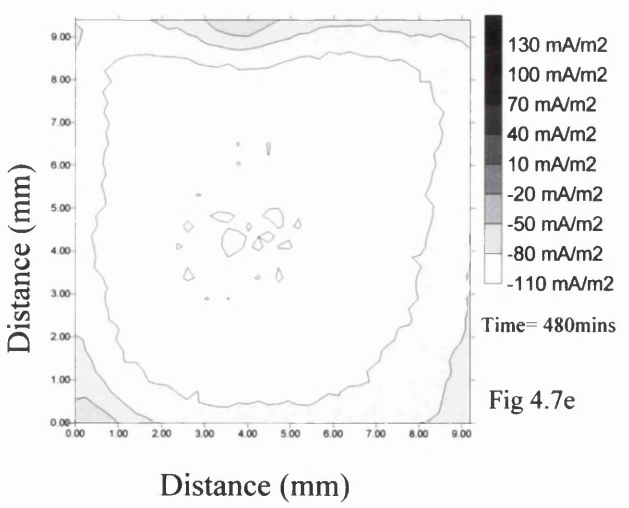 9.00
8.00
7.00
6.00
5.00
4.00
3.00
2.00
1.00
0.00
0.00 1.00 2.00 3.00 4.00 5.00 6.00 7.00 8.00 9.00
Distance (mm)
Distance (mm)
130 mA/m2
100 mA/m2
70 mA/m2
40 mA/m2
10 mA/m2
-20 mA/m2
-50 mA/m2
-80 mA/m2
-110 mA/m2
Time= 480mins
Fig 4.7e